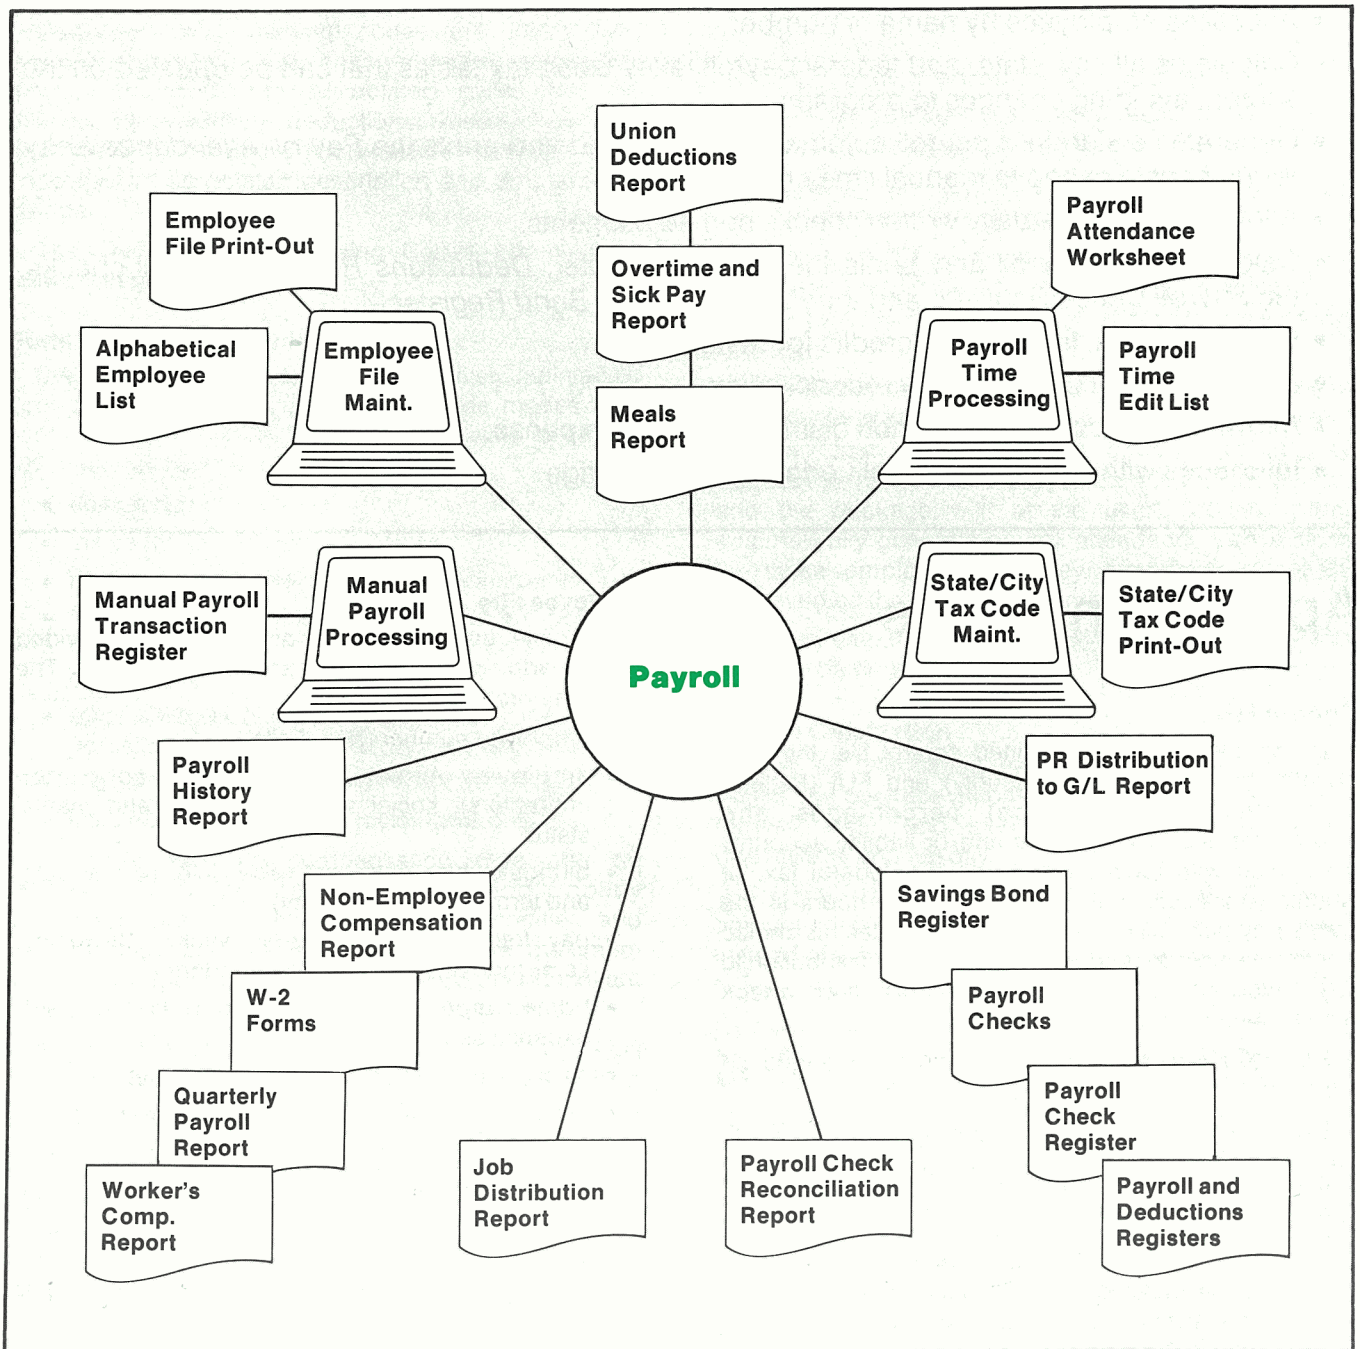 Union
Deductions
Report
Employee
File Print-Out
Payroll
Attendance
Worksheet
Overtime and
Sick Pay
Report
Alphabetical
Employee
List
Employee
File
Maint.
Payroll
Time
Processing
Payroll
Time
Edit List
Meals
Report
Manual Payroll
Transaction
Register
Manual
Payroll
Processing
State/City
Tax Code
Maint.
State/City
Tax Code
Print-Out
Payroll
Payroll
History
Report
PR Distribution
to G/L Report
Non-Employee
Compensation
Report
Savings Bond
Register
W-2
Forms
Payroll
Checks
Quarterly
Payroll
Report
Payroll
Check
Register
Worker's
Comp.
Report
Job
Distribution
Report
Payroll Check
Reconciliation
Report
Payroll and
Deductions
Registers